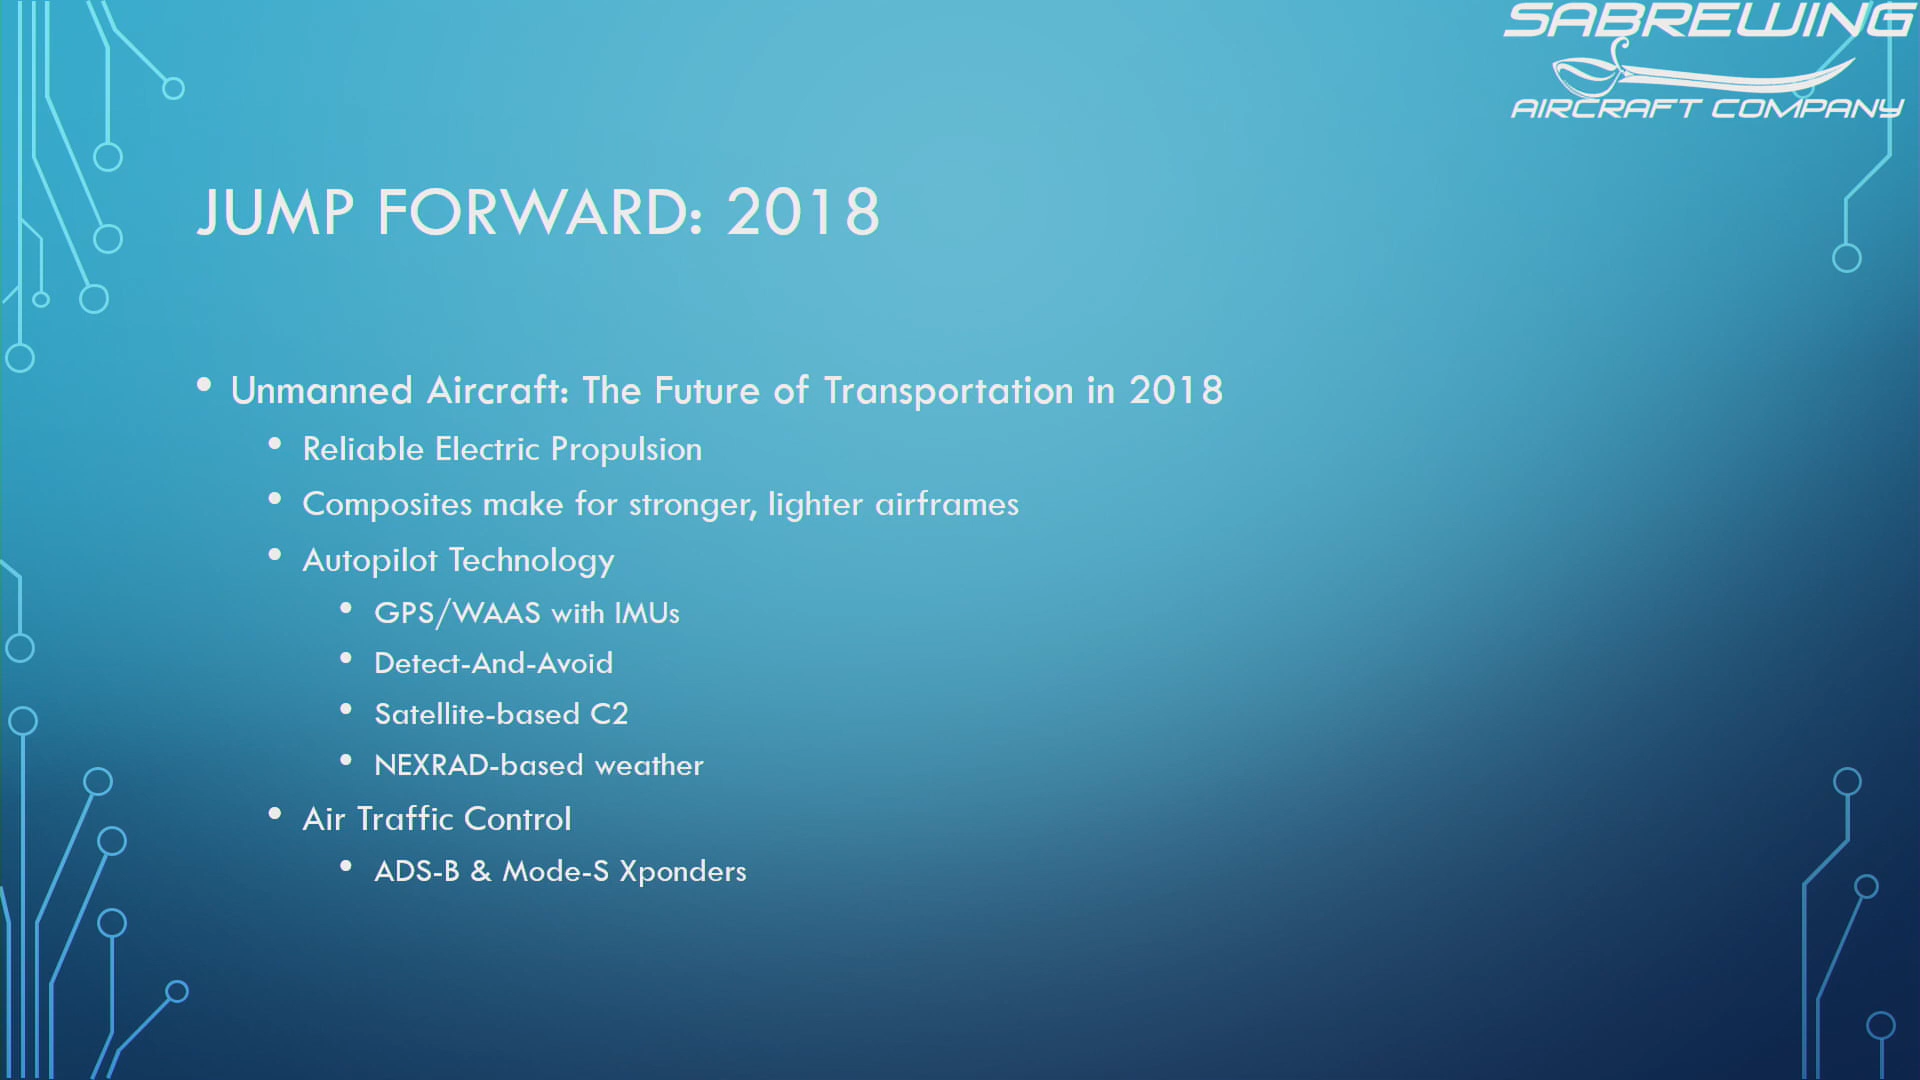 SABREWING
AIRCRAFT COMPANY
JUMP FORWARD: 2018
• Unmanned Aircraft: The Future of Transportation in 2018
• Reliable Electric Propulsion
• Composites make for stronger, lighter airframes
• Autopilot Technology
• GPS/WAAS with IMUs
• Detect-And-Avoid
• Satellite-based C2
• NEXRAD-based weather
• Air Traffic Control
• ADS-B & Mode-S Xponders